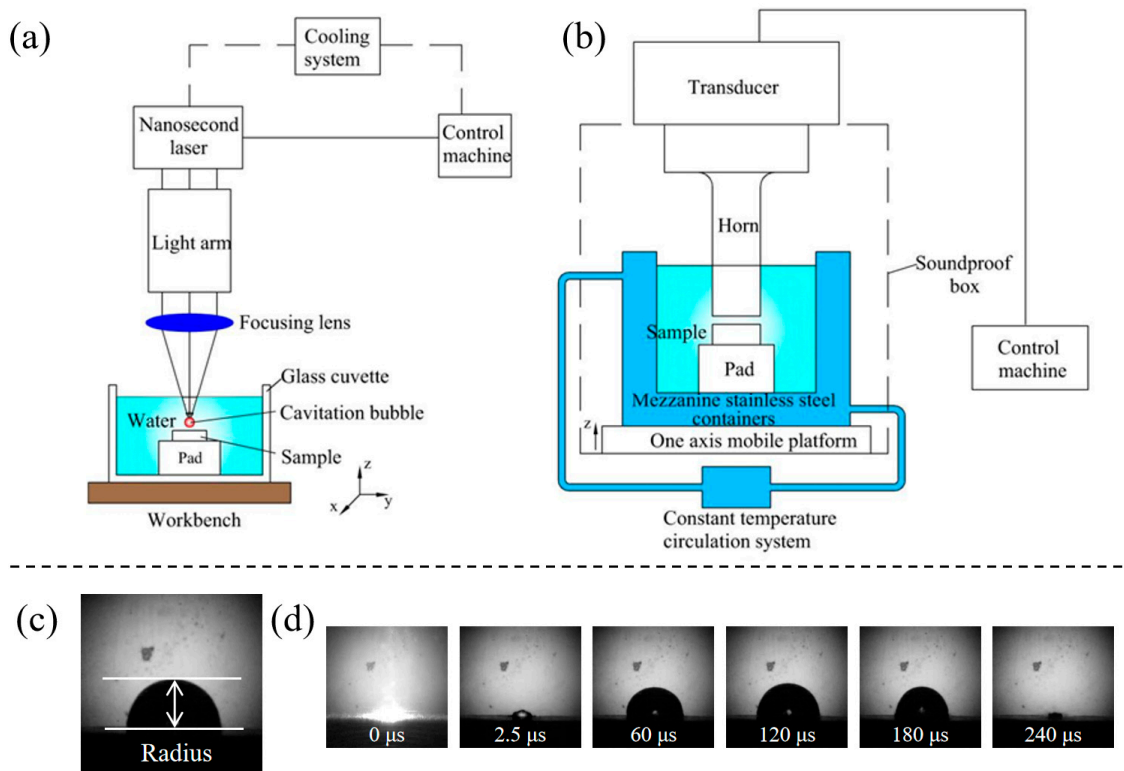 (a)
Cooling
system
Nanosecond
laser
Control
machine
Light arm
Focusing lens
Glass cuvette
Water
Cavitation bubble
Sample
Pad
Workbench
z
y
x
(b)
Transducer
Horn
Soundproof
box
Sample
Pad
Control
machine
Mezzanine stainless steel
containers
z
One axis mobile platform
Constant temperature
circulation system
(c)
Radius
(d)
0 μs
2.5 μs
60 μs
120 μs
180 μs
240 μs